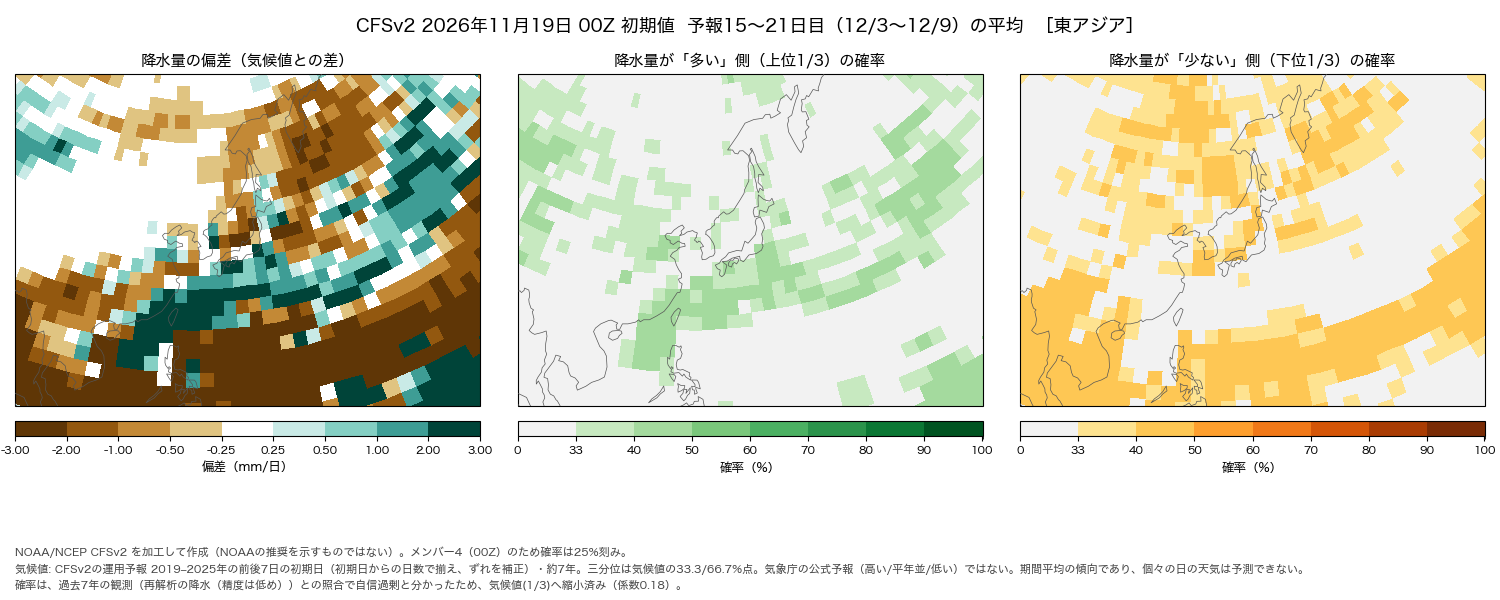 CFSv2 2026年11月19日 00Z 初期値 予報15～21日目（12/3～12/9）の平均 ［東アジア］
降水量の偏差（気候値との差）
降水量が「多い」側（上位1/3）の確率
降水量が「少ない」側（下位1/3）の確率
-3.00 -2.00 -1.00 -0.50 -0.25 0.25 0.50 1.00 2.00 3.00
偏差（mm/日）
0 33 40 50 60 70 80 90 100
確率（%）
0 33 40 50 60 70 80 90 100
確率（%）
NOAA/NCEP CFSv2 を加工して作成（NOAAの推奨を示すものではない）。メンバー4（00Z）のため確率は25%刻み。
気候値: CFSv2の運用予報 2019–2025年の前後7日の初期日（初期日からの日数で揃え、ずれを補正）・約7年。三分位は気候値の33.3/66.7%点。気象庁の公式予報（高い/平年並/低い）ではない。期間平均の傾向であり、個々の日の天気は予測できない。
確率は、過去7年の観測（再解析の降水（精度は低め））との照合で自信過剰と分かったため、気候値(1/3)へ縮小済み（係数0.18）。